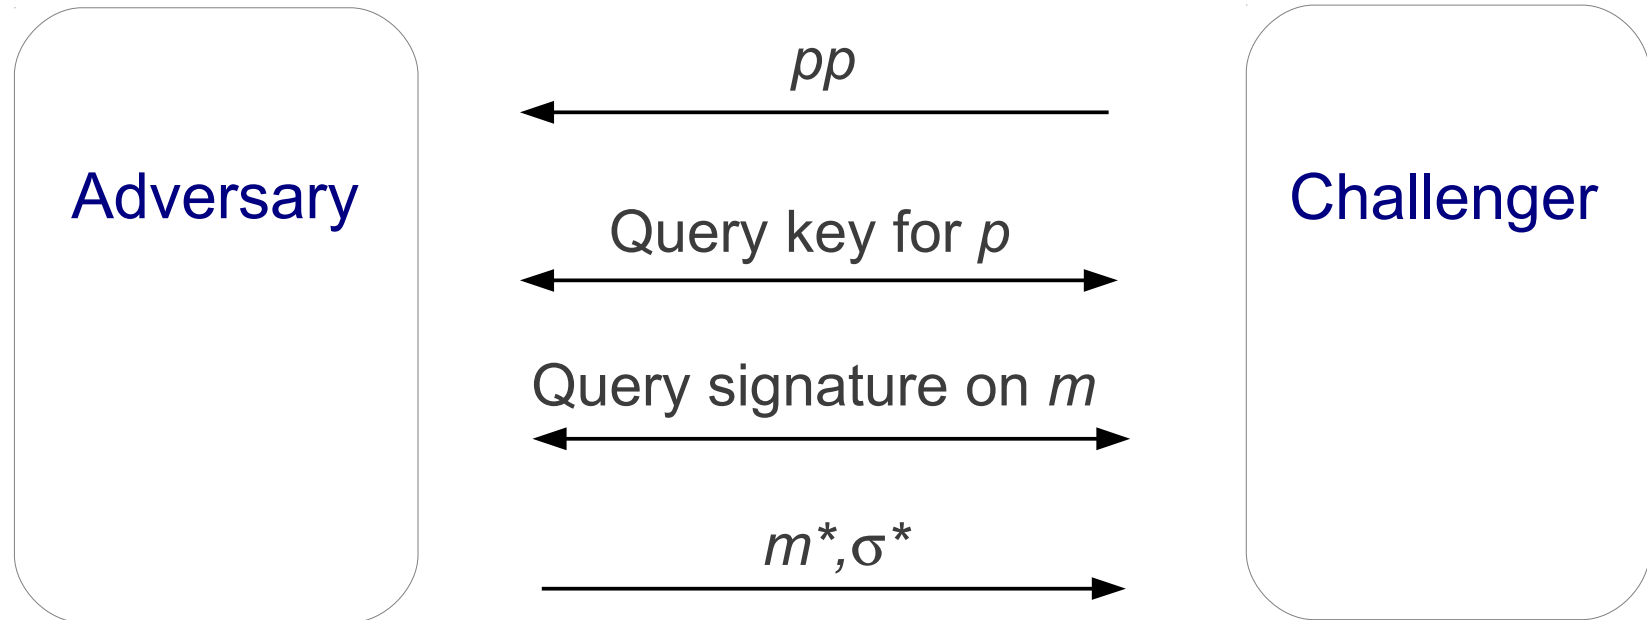 pp
Adversary
Challenger
Query key for p
Query signature on m
m*,σ*